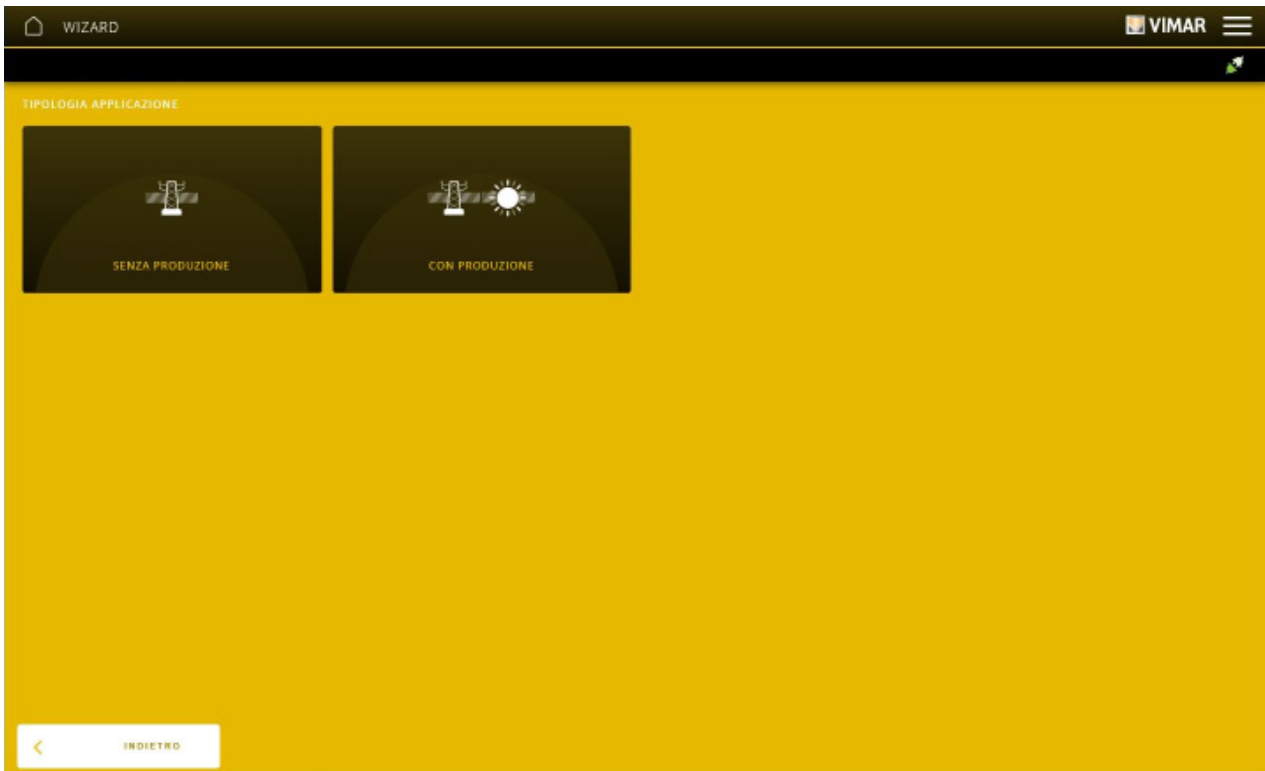 WIZARD
VIMAR
TIPOLOGIA APPLICAZIONE
SENZA PRODUZIONE
CON PRODUZIONE
INDIETRO